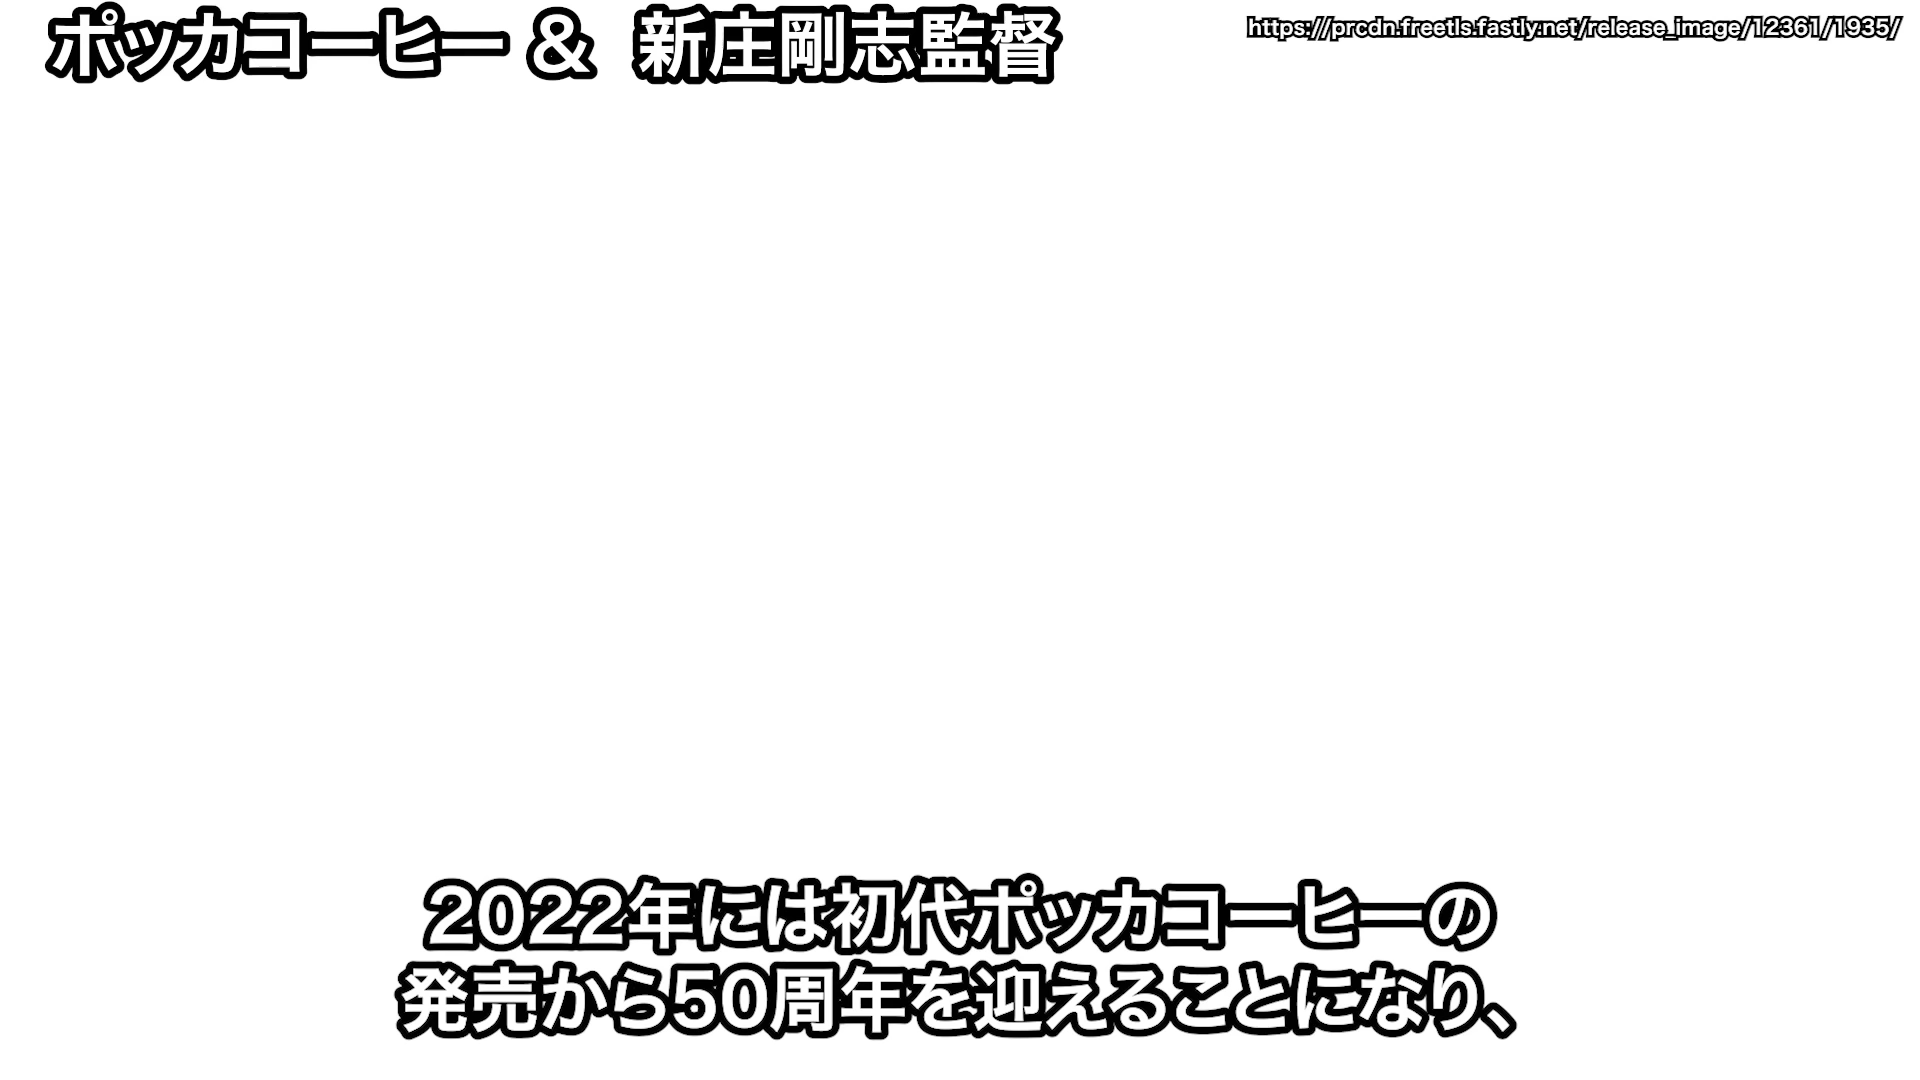 ポッカコーヒー & 新庄剛志監督
https://prcdn.freetls.fastly.net/release_image/12361/1935/
2022年には初代ポッカコーヒーの
発売から50周年を迎えることになり、